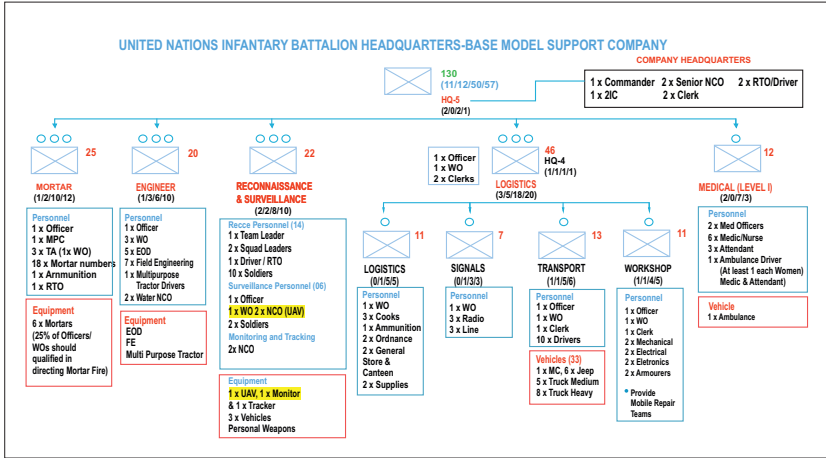 UNITED NATIONS INFANTARY BATTALION HEADQUARTERS-BASE MODEL SUPPORT COMPANY
130
(11/12/50/57)
HQ-5
(2/0/2/1)
COMPANY HEADQUARTERS
1 x Commander 2 x Senior NCO 2 x RTO/Driver
1 x 2IC 2 x Clerk
25
MORTAR
(1/2/10/12)
Personnel
1 x Officer
1 x MPC
3 x TA (1x WO)
18 x Mortar numbers
1 x Arnmunition
1 x RTO
Equipment
6 x Mortars
(25% of Officers/
WOs should
qualified in
directing Mortar Fire)
20
ENGINEER
(1/3/6/10)
Personnel
1 x Officer
3 x WO
5 x EOD
7 x Field Engineering
1 x Multipurpose
Tractor Drivers
2 x Water NCO
Equipment
EOD
FE
Multi Purpose Tractor
22
RECONNAISSANCE
& SURVEILLANCE
(2/2/8/10)
Recce Personnel (14)
1 x Team Leader
2 x Squad Leaders
1 x Driver / RTO
10 x Soldiers
Surveillance Personnel (06)
1 x Officer
1 x WO 2 x NCO (UAV)
2 x Soldiers
Monitoring and Tracking
2x NCO
Equipment
1 x UAV, 1 x Monitor
& 1 x Tracker
3 x Vehicles
Personal Weapons
1 x Officer
1 x WO
2 x Clerks
46
HQ-4
(1/1/1/1)
LOGISTICS
(3/5/18/20)
11
LOGISTICS
(0/1/5/5)
Personnel
1 x WO
3 x Cooks
1 x Ammunition
2 x Ordnance
2 x General
Store &
Canteen
2 x Supplies
7
SIGNALS
(0/1/3/3)
Personnel
1 x WO
3 x Radio
3 x Line
13
TRANSPORT
(1/1/5/6)
Personnel
1 x Officer
1 x WO
1 x Clerk
10 x Drivers
Vehicles (33)
1 x MC, 6 x Jeep
5 x Truck Medium
8 x Truck Heavy
11
WORKSHOP
(1/1/4/5)
Personnel
1 x Officer
1 x WO
1 x Clerk
2 x Mechanical
2 x Electrical
2 x Eletronics
2 x Armourers
• Provide
Mobile Repair
Teams
12
MEDICAL (LEVEL I)
(2/0/7/3)
Personnel
2 x Med Officers
6 x Medic/Nurse
3 x Attendant
1 x Ambulance Driver
(At least 1 each Women)
Medic & Attendant)
Vehicle
1 x Ambulance